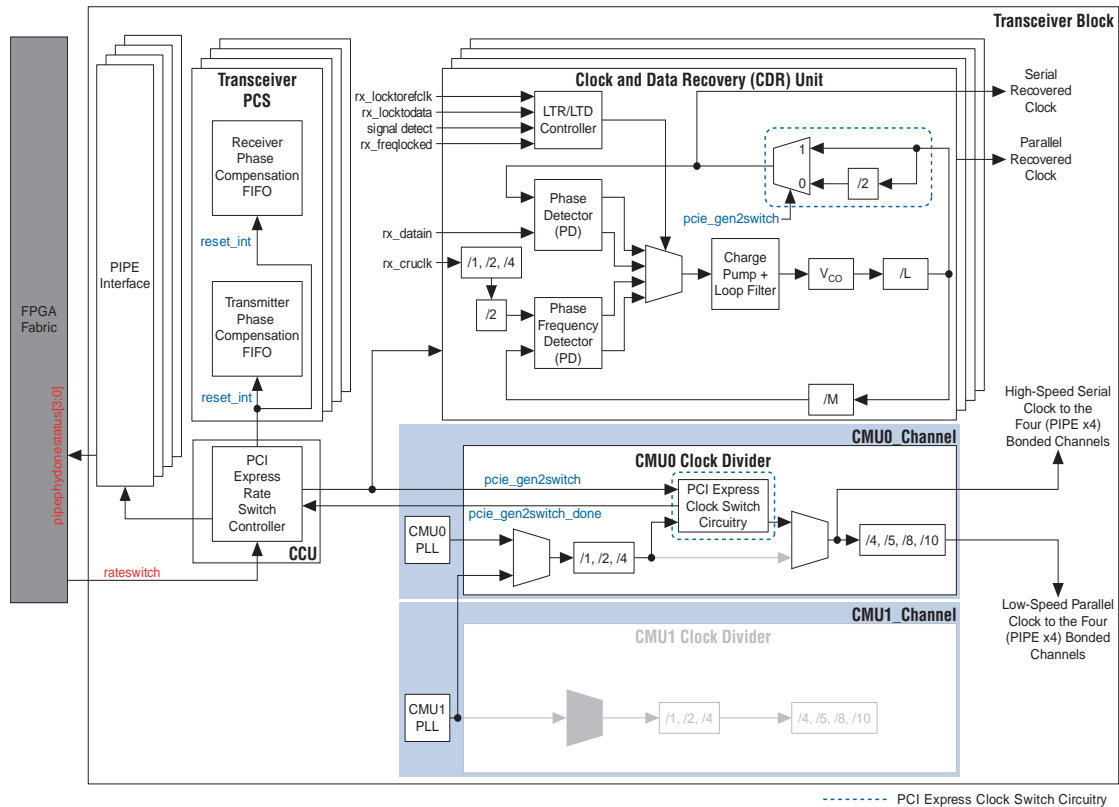 Transceiver Block
Transceiver
PCS
Receiver
Phase
Compensation
FIFO
reset_int
Transmitter
Phase
Compensation
FIFO
reset_int
PIPE
Interface
FPGA
Fabric
pipephydonestatus[3:0]
PCI
Express
Rate
Switch
Controller
CCU
rateswitch
Clock and Data Recovery (CDR) Unit
rx_locktorefclk
rx_locktodata
signal detect
rx_freqlocked
LTR/LTD
Controller
1
0
/2
pcie_gen2switch
Serial
Recovered
Clock
Parallel
Recovered
Clock
rx_datain
rx_cruclk
/1, /2, /4
/2
Phase
Detector
(PD)
Phase
Frequency
Detector
(PD)
Charge
Pump +
Loop Filter
VCO
/L
/M
CMU0_Channel
CMU0 Clock Divider
pcie_gen2switch
pcie_gen2switch_done
PCI Express
Clock Switch
Circuitry
CMU0
PLL
/1, /2, /4
/4, /5, /8, /10
High-Speed Serial
Clock to the
Four (PIPE x4)
Bonded Channels
Low-Speed Parallel
Clock to the Four
(PIPE x4) Bonded
Channels
CMU1_Channel
CMU1 Clock Divider
CMU1
PLL
/1, /2, /4
/4, /5, /8, /10
PCI Express Clock Switch Circuitry